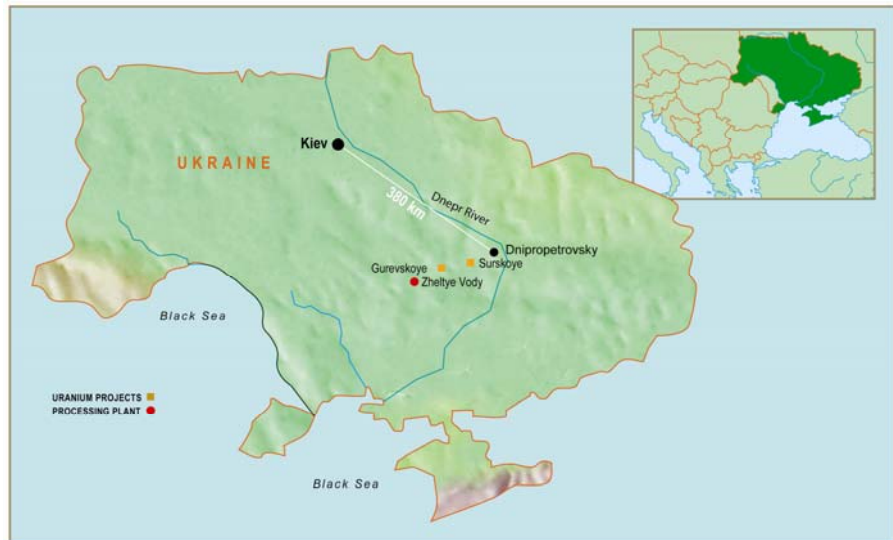 Kiev
UKRAINE
380 km
Dnepr River
Dnipropetrovsky
Gurevskoye
Surskoye
Zheltye Vody
Black Sea
URANIUM PROJECTS
PROCESSING PLANT
Black Sea